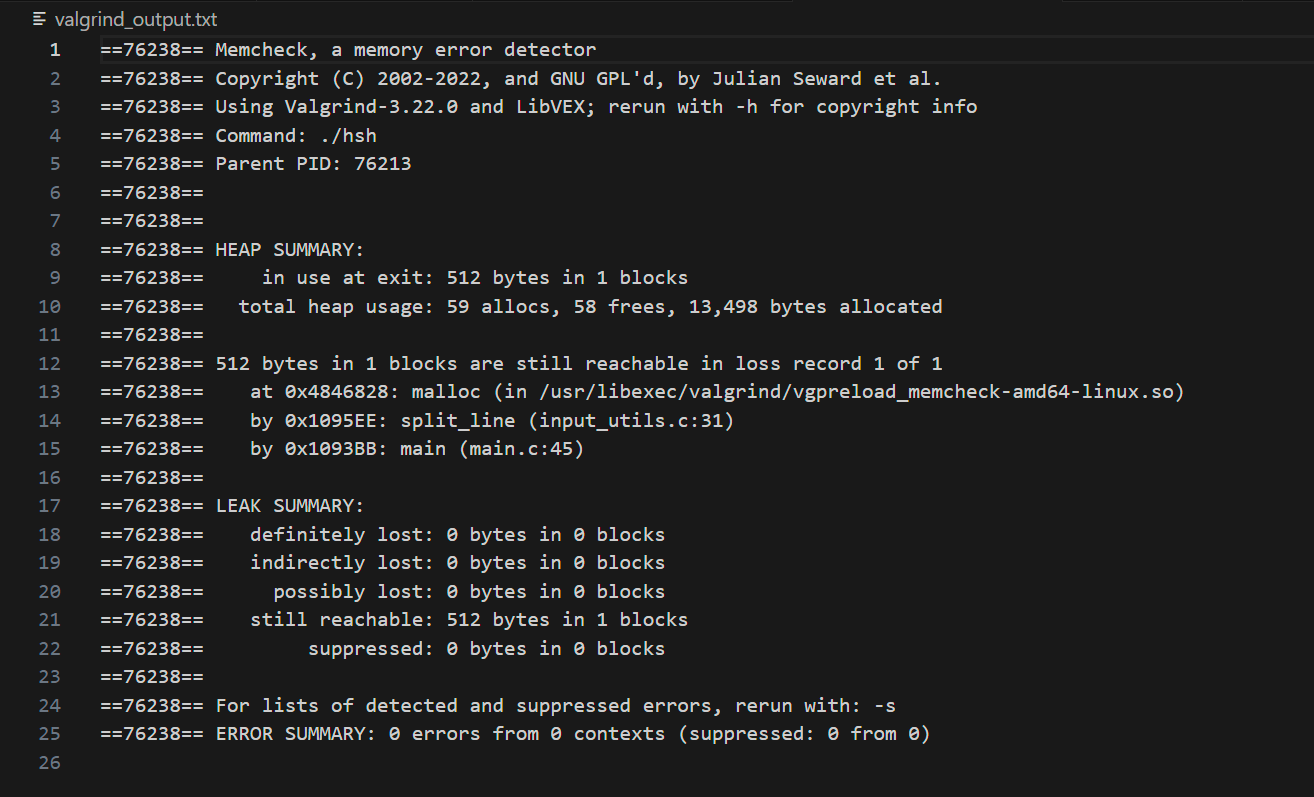 valgrind_output.txt
1 ==76238== Memcheck, a memory error detector
2 ==76238== Copyright (C) 2002-2022, and GNU GPL'd, by Julian Seward et al.
3 ==76238== Using Valgrind-3.22.0 and LibVEX; rerun with -h for copyright info
4 ==76238== Command: ./hsh
5 ==76238== Parent PID: 76213
6 ==76238==
7 ==76238==
8 ==76238== HEAP SUMMARY:
9 ==76238==     in use at exit: 512 bytes in 1 blocks
10 ==76238==   total heap usage: 59 allocs, 58 frees, 13,498 bytes allocated
11 ==76238==
12 ==76238== 512 bytes in 1 blocks are still reachable in loss record 1 of 1
13 ==76238==    at 0x4846828: malloc (in /usr/libexec/valgrind/vgpreload_memcheck-amd64-linux.so)
14 ==76238==    by 0x1095EE: split_line (input_utils.c:31)
15 ==76238==    by 0x1093BB: main (main.c:45)
16 ==76238==
17 ==76238== LEAK SUMMARY:
18 ==76238==    definitely lost: 0 bytes in 0 blocks
19 ==76238==    indirectly lost: 0 bytes in 0 blocks
20 ==76238==      possibly lost: 0 bytes in 0 blocks
21 ==76238==    still reachable: 512 bytes in 1 blocks
22 ==76238==         suppressed: 0 bytes in 0 blocks
23 ==76238==
24 ==76238== For lists of detected and suppressed errors, rerun with: -s
25 ==76238== ERROR SUMMARY: 0 errors from 0 contexts (suppressed: 0 from 0)
26